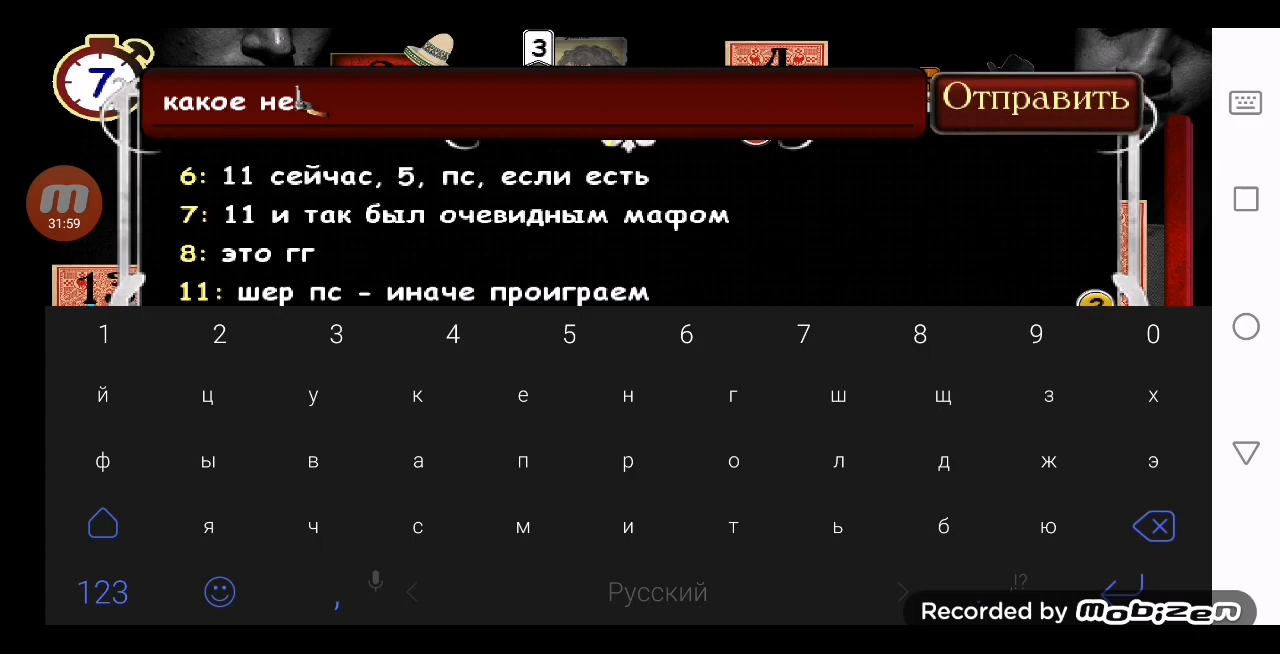 3
7
какое не
Отправить
6: 11 сейчас, 5, пс, если есть
7: 11 и так был очевидным мафом
8: это гг
11: шер пс - иначе проиграем
31:59
1 2 3 4 5 6 7 8 9 0
й ц у к е н г ш щ з х
ф ы в а п р о л д ж э
я ч с м и т ь б ю
123 , < Русский > .!?
Recorded by mobizen